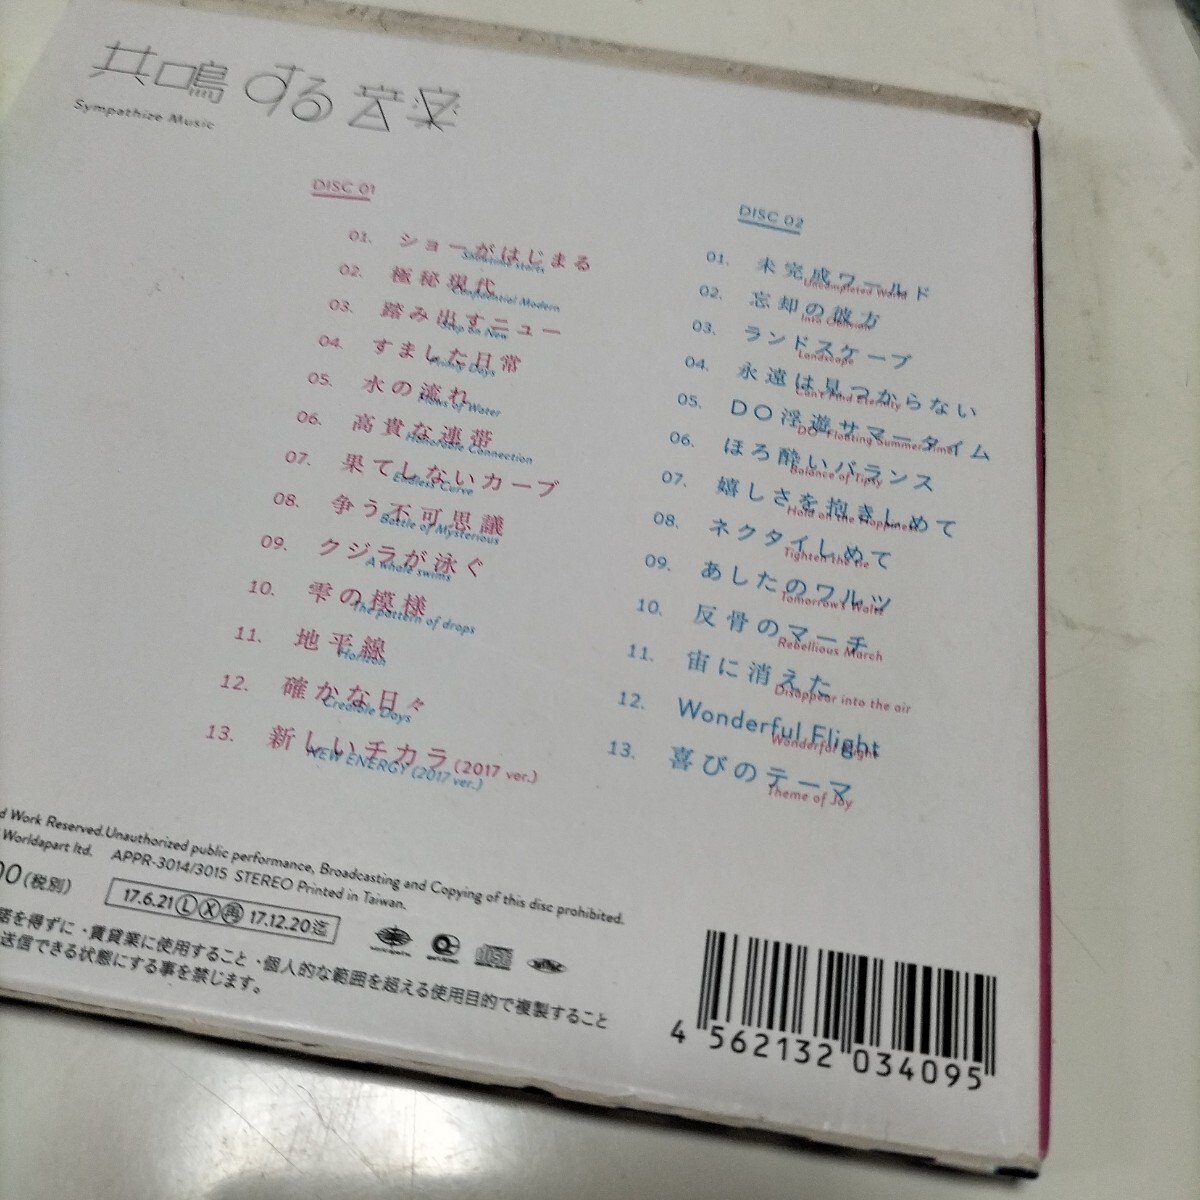 共鳴する音楽
Sympathize Music
DISC 01
01. ショーがはじまる
Showtime starts
02. 極秘現代
Confidential Modern
03. 踏み出すニュー
Step on New
04. すました日常
Days
05. 水の流れ
Flows of Water
06. 高貴な連帯
Honorable Connection
07. 果てしないカーブ
Endless Curve
08. 争う不可思議
Battle of Mysterious
09. クジラが泳ぐ
A whale swims
10. 雫の模様
The pattern of drops
11. 地平線
Horizon
12. 確かな日々
Credible Days
13. 新しいチカラ (2017 ver.)
NEW ENERGY (2017 ver.)
DISC 02
01. 未完成ワールド
Uncompleted World
02. 忘却の彼方
Into Oblivion
03. ランドスケープ
Landscape
04. 永遠は見つからない
Can't Find Eternity
05. DO浮遊サマータイム
DO Floating Summertime
06. ほろ酔いバランス
Balance of Tipsy
07. 嬉しさを抱きしめて
Hold on the Happiness
08. ネクタイしめて
Tighten the tie
09. あしたのワルツ
Tomorrow's Waltz
10. 反骨のマーチ
Rebellious March
11. 宙に消えた
Disappear into the air
12. Wonderful Flight
Wonderful Flight
13. 喜びのテーマ
Theme of Joy
d Work Reserved.Unauthorized public performance, Broadcasting and Copying of this disc prohibited.
Worldapart ltd. APPR-3014/3015 STEREO Printed in Taiwan.
00(税別)
17.6.21 Ⓛ Ⓧ 再 17.12.20迄
諾を得ずに・賃貸業に使用すること・個人的な範囲を超える使用目的で複製すること
送信できる状態にする事を禁じます。
4 562132 034095